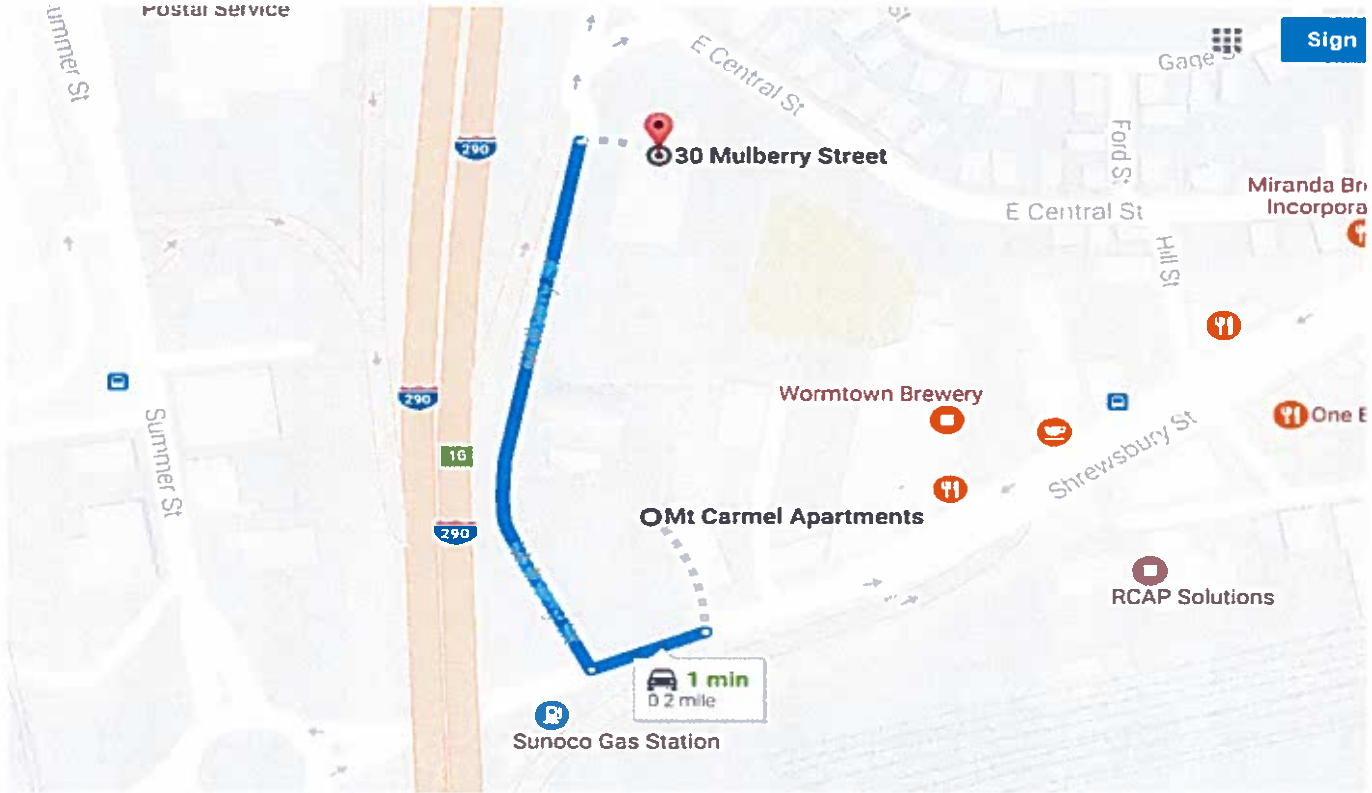 Postal Service
Sign
ummer St
E Central St
St
Gage
Ford St
290
30 Mulberry Street
Miranda Br
Incorpora
E Central St
Hill St
290
Wormtown Brewery
One E
Summer St
16
Shrewsbury St
Mt Carmel Apartments
290
RCAP Solutions
1 min
0 2 mile
Sunoco Gas Station